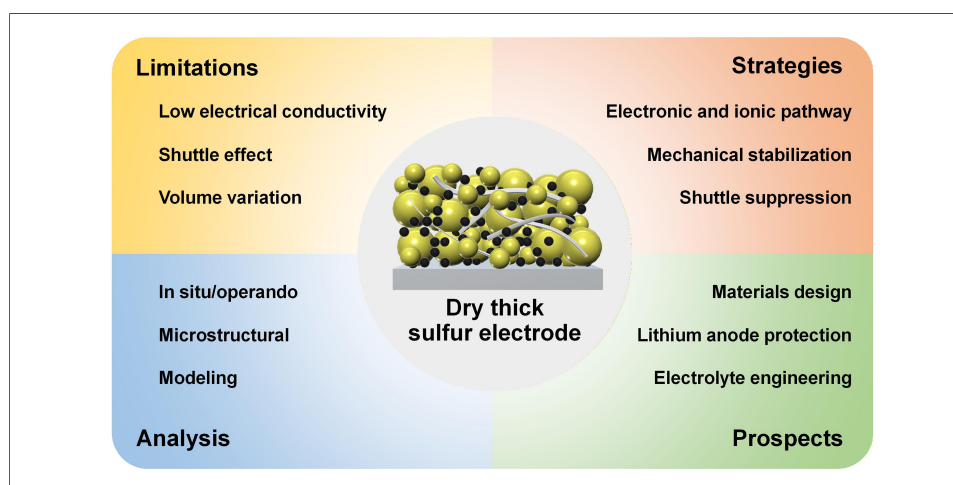 Limitations
Low electrical conductivity
Shuttle effect
Volume variation
Strategies
Electronic and ionic pathway
Mechanical stabilization
Shuttle suppression
Dry thick
sulfur electrode
In situ/operando
Microstructural
Modeling
Analysis
Materials design
Lithium anode protection
Electrolyte engineering
Prospects